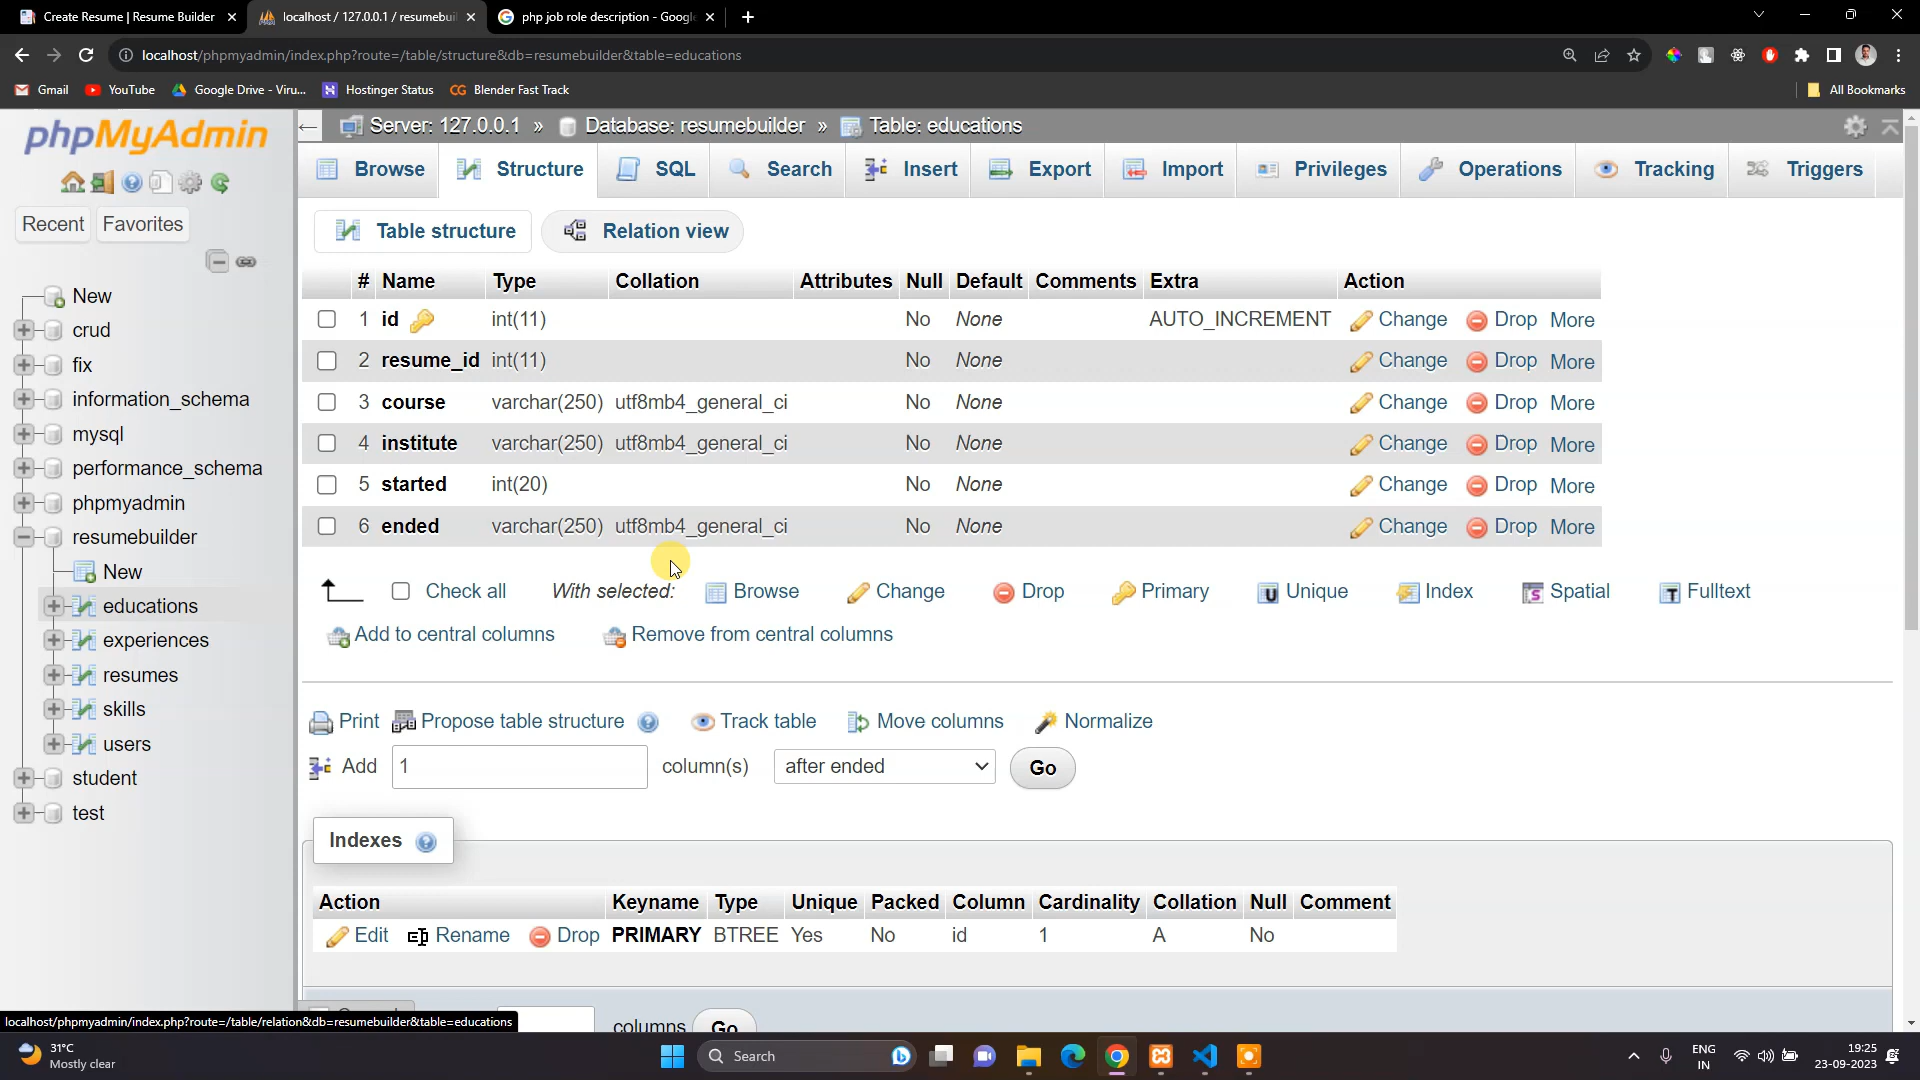 Create Resume | Resume Builder
localhost / 127.0.0.1 / resumebui
php job role description - Googl
localhost/phpmyadmin/index.php?route=/table/structure&db=resumebuilder&table=educations
Gmail YouTube Google Drive - Viru... Hostinger Status CG Blender Fast Track All Bookmarks
phpMyAdmin
Recent Favorites
New
crud
fix
information_schema
mysql
performance_schema
phpmyadmin
resumebuilder
New
educations
experiences
resumes
skills
users
student
test
Server: 127.0.0.1 » Database: resumebuilder » Table: educations
Browse Structure SQL Search Insert Export Import Privileges Operations Tracking Triggers
Table structure Relation view
# Name Type Collation Attributes Null Default Comments Extra Action
1 id int(11) No None AUTO_INCREMENT Change Drop More
2 resume_id int(11) No None Change Drop More
3 course varchar(250) utf8mb4_general_ci No None Change Drop More
4 institute varchar(250) utf8mb4_general_ci No None Change Drop More
5 started int(20) No None Change Drop More
6 ended varchar(250) utf8mb4_general_ci No None Change Drop More
Check all With selected: Browse Change Drop Primary Unique Index Spatial Fulltext
Add to central columns Remove from central columns
Print Propose table structure Track table Move columns Normalize
Add 1 column(s) after ended Go
Indexes
Action Keyname Type Unique Packed Column Cardinality Collation Null Comment
Edit Rename Drop PRIMARY BTREE Yes No id 1 A No
columns Go
localhost/phpmyadmin/index.php?route=/table/relation&db=resumebuilder&table=educations
31°C
Mostly clear
Search
ENG
IN
19:25
23-09-2023